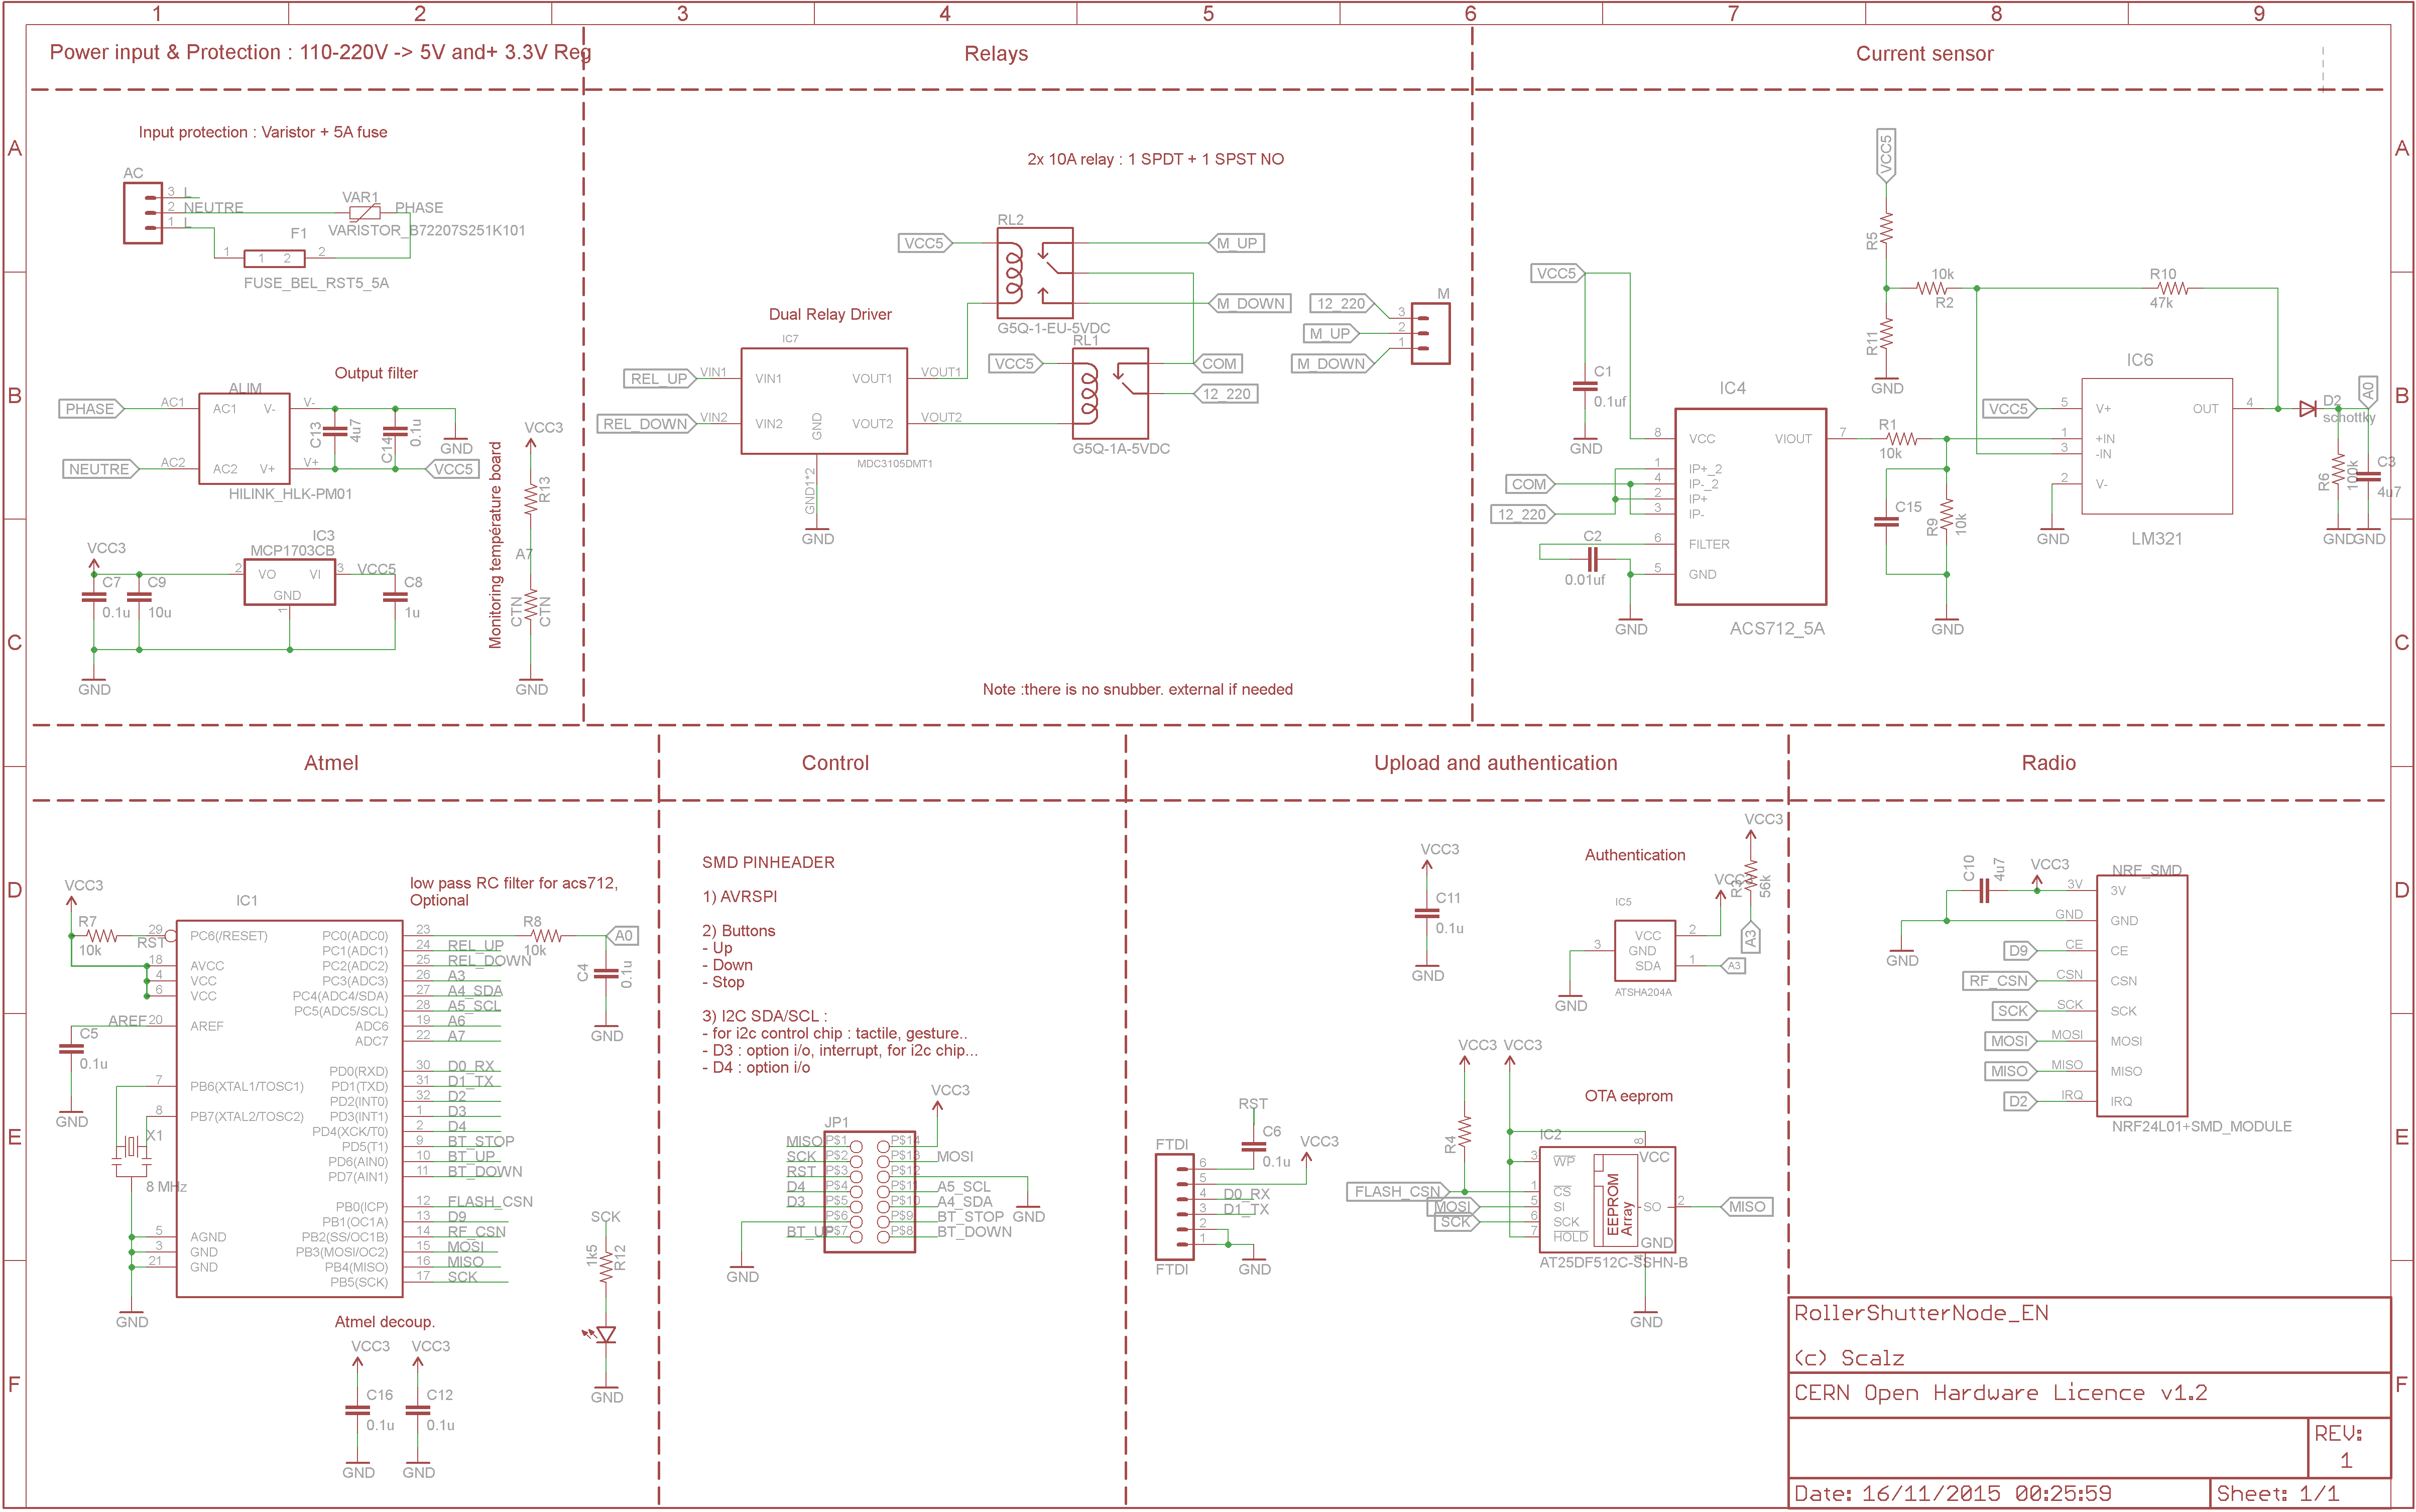 1 2 3 4 5 6 7 8 9
Power input & Protection : 110-220V -> 5V and+ 3.3V Reg
Relays
Current sensor
A
B
C
D
E
F
Input protection : Varistor + 5A fuse
AC
3 L
2 NEUTRE
1 L
VAR1
PHASE
VARISTOR_B72207S251K101
F1
1 1 2 2
FUSE_BEL_RST5_5A
Output filter
ALIM
PHASE AC1 AC1 V- V-
NEUTRE AC2 AC2 V+ V+
C13 4u7
C14 0.1u
GND
VCC5
HILINK_HLK-PM01
IC3
MCP1703CB
VCC3
2 VO VI 3 VCC5
GND
1
C7
0.1u
C9
10u
C8
1u
GND
Monitoring température board
VCC3
R13
A7
CTN
CTN
GND
2x 10A relay : 1 SPDT + 1 SPST NO
RL2
VCC5
M_UP
M_DOWN
G5Q-1-EU-5VDC
RL1
VCC5
COM
12_220
G5Q-1A-5VDC
Dual Relay Driver
IC7
REL_UP VIN1 VIN1 VOUT1 VOUT1
REL_DOWN VIN2 VIN2 GND VOUT2 VOUT2
MDC3105DMT1
GND1*2
GND
M
12_220 3
M_UP 2
M_DOWN 1
Note :there is no snubber. external if needed
VCC5
R5
R11
GND
10k
R2
R10
47k
VCC5
C1
0.1uf
GND
IC4
8 VCC VIOUT 7
1 IP+_2
COM 4 IP-_2
2 IP+
12_220 3 IP-
6 FILTER
5 GND
C2
0.01uf
GND
ACS712_5A
R1
10k
C15
R9 10k
GND
IC6
VCC5 5 V+ OUT 4
1 +IN
3 -IN
2 V-
GND
LM321
D2
schottky
A0
R6 100k
C3
4u7
GND GND
Atmel
Control
Upload and authentication
Radio
VCC3
R7
10k
IC1
low pass RC filter for acs712,
Optional
R8
10k
A0
C4 0.1u
GND
29 RST PC6(/RESET)
18 AVCC
4 VCC
6 VCC
AREF 20 AREF
C5
0.1u
GND
7 PB6(XTAL1/TOSC1)
8 PB7(XTAL2/TOSC2)
X1
8 MHz
5 AGND
3 GND
21 GND
GND
PC0(ADC0) 23
PC1(ADC1) 24 REL_UP
PC2(ADC2) 25 REL_DOWN
PC3(ADC3) 26 A3
PC4(ADC4/SDA) 27 A4_SDA
PC5(ADC5/SCL) 28 A5_SCL
ADC6 19 A6
ADC7 22 A7
PD0(RXD) 30 D0_RX
PD1(TXD) 31 D1_TX
PD2(INT0) 32 D2
PD3(INT1) 1 D3
PD4(XCK/T0) 2 D4
PD5(T1) 9 BT_STOP
PD6(AIN0) 10 BT_UP
PD7(AIN1) 11 BT_DOWN
PB0(ICP) 12 FLASH_CSN
PB1(OC1A) 13 D9
PB2(SS/OC1B) 14 RF_CSN
PB3(MOSI/OC2) 15 MOSI
PB4(MISO) 16 MISO
PB5(SCK) 17 SCK
SCK
1k5 R12
GND
Atmel decoup.
VCC3 VCC3
C16
0.1u
C12
0.1u
GND GND
SMD PINHEADER
1) AVRSPI
2) Buttons
- Up
- Down
- Stop
3) I2C SDA/SCL :
- for i2c control chip : tactile, gesture..
- D3 : option i/o, interrupt, for i2c chip...
- D4 : option i/o
VCC3
JP1
MISO P$1 P$14
SCK P$2 P$13 MOSI
RST P$3 P$12
D4 P$4 P$11 A5_SCL
D3 P$5 P$10 A4_SDA
P$6 P$9 BT_STOP
BT_UP P$7 P$8 BT_DOWN
GND
GND
VCC3
C11
0.1u
GND
Authentication
VCC3
R3 56k
A3
VCC3
IC5
VCC 2
3 GND
SDA 1 A3
ATSHA204A
GND
RST
C6
0.1u
VCC3
FTDI
6
5
4 D0_RX
3 D1_TX
2
1
GND
FTDI
VCC3 VCC3
R4
OTA eeprom
IC2
8
3 WP VCC
FLASH_CSN 1 CS
MOSI 5 SI SO 2 MISO
SCK 6 SCK
7 HOLD GND
EEPROM
Array
4
AT25DF512C-SSHN-B
GND
C10 4u7
VCC3
NRF_SMD
3V 3V
GND GND
GND
D9 CE CE
RF_CSN CSN CSN
SCK SCK SCK
MOSI MOSI MOSI
MISO MISO MISO
D2 IRQ IRQ
NRF24L01+SMD_MODULE
RollerShutterNode_EN
(c) Scalz
CERN Open Hardware Licence v1.2
REV:
1
Date: 16/11/2015 00:25:59
Sheet: 1/1